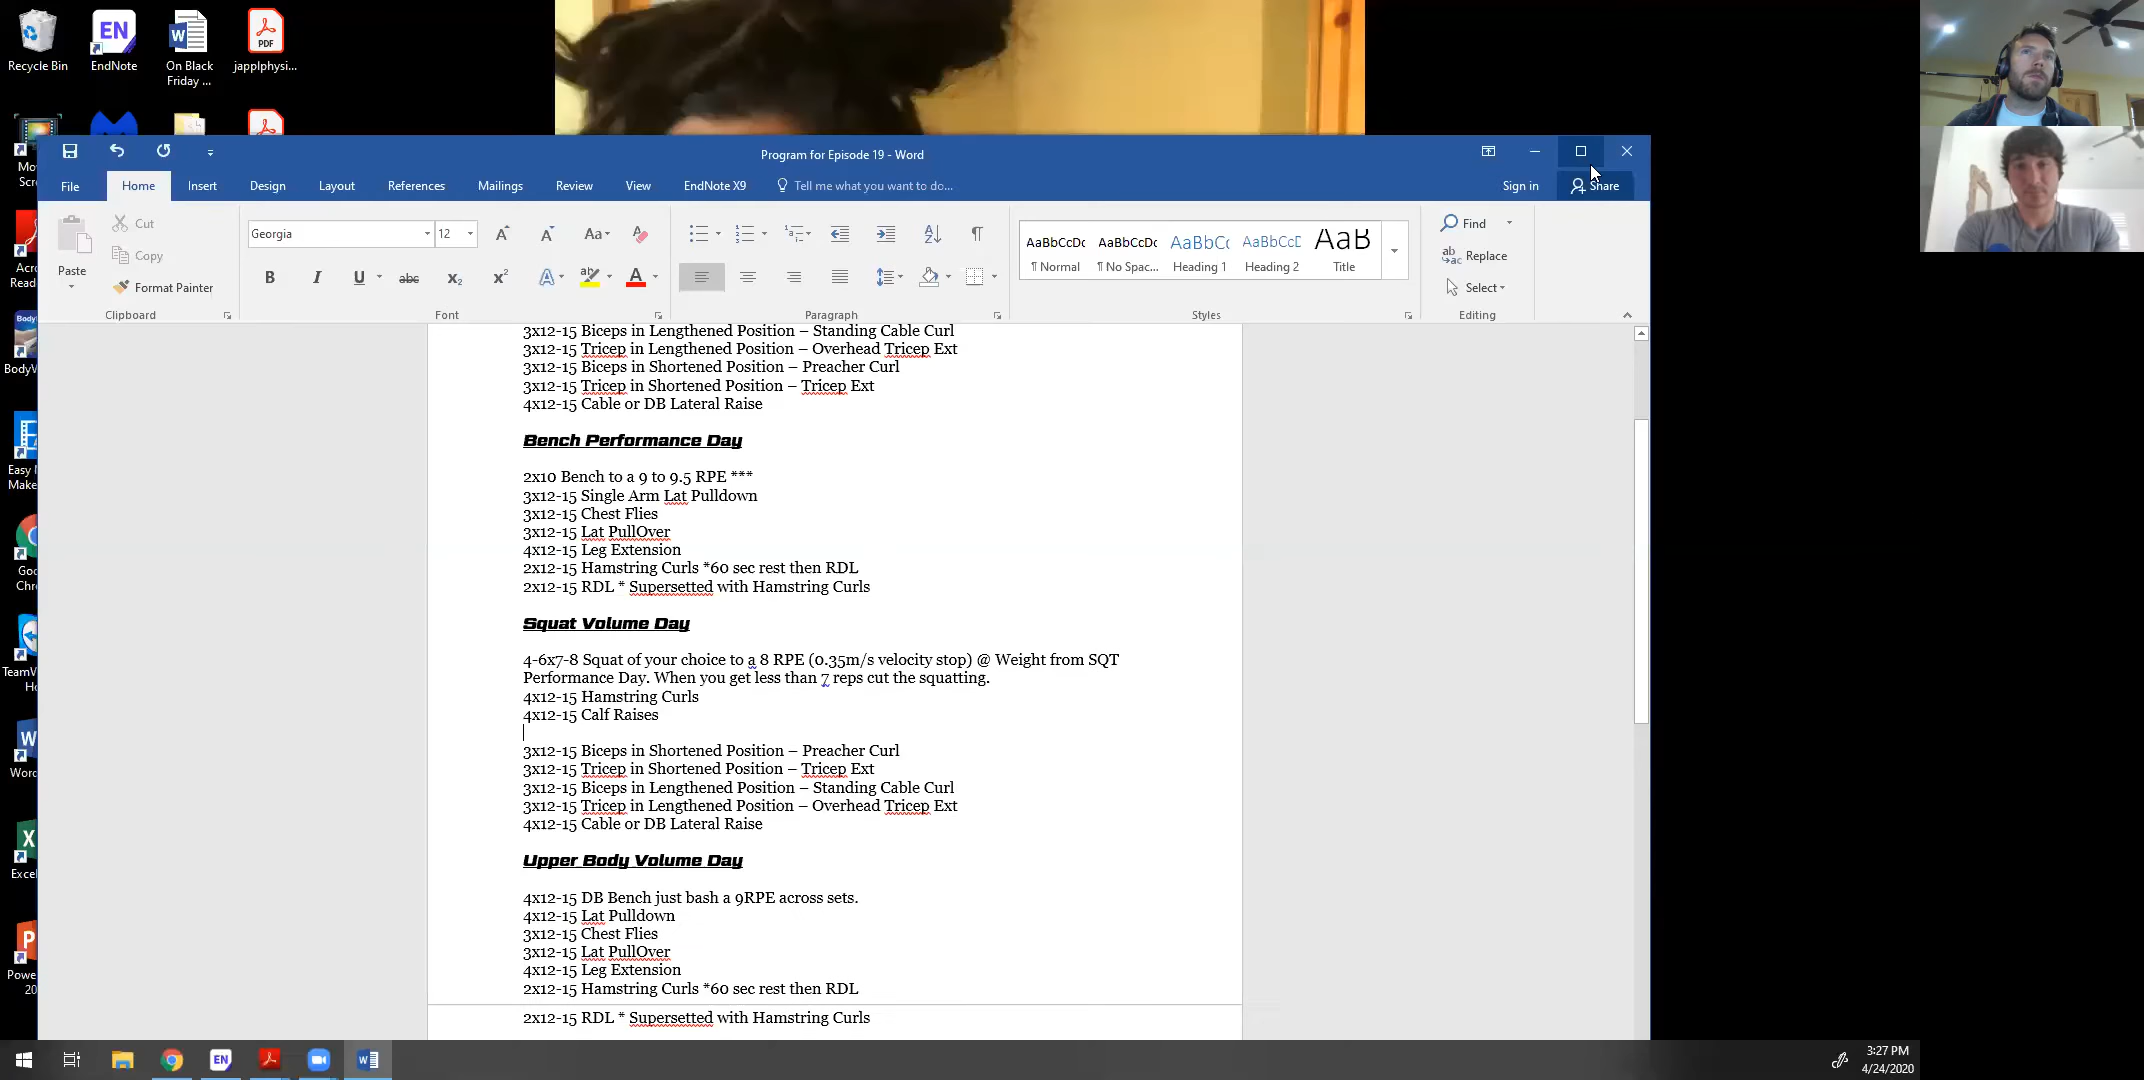 Recycle Bin
EndNote
On Black
Friday ...
japplphysi...
EN
PDF
Program for Episode 19 - Word
File
Home
Insert
Design
Layout
References
Mailings
Review
View
EndNote X9
Tell me what you want to do...
Sign in
Share
Paste
Cut
Copy
Format Painter
Clipboard
Georgia
12
Font
Paragraph
AaBbCcDc
¶ Normal
AaBbCcDc
¶ No Spac...
AaBbCc
Heading 1
AaBbCcD
Heading 2
AaB
Title
Styles
Find
Replace
Select
Editing
3x12-15 Biceps in Lengthened Position – Standing Cable Curl
3x12-15 Tricep in Lengthened Position – Overhead Tricep Ext
3x12-15 Biceps in Shortened Position – Preacher Curl
3x12-15 Tricep in Shortened Position – Tricep Ext
4x12-15 Cable or DB Lateral Raise
Bench Performance Day
2x10 Bench to a 9 to 9.5 RPE ***
3x12-15 Single Arm Lat Pulldown
3x12-15 Chest Flies
3x12-15 Lat PullOver
4x12-15 Leg Extension
2x12-15 Hamstring Curls *60 sec rest then RDL
2x12-15 RDL * Supersetted with Hamstring Curls
Squat Volume Day
4-6x7-8 Squat of your choice to a 8 RPE (0.35m/s velocity stop) @ Weight from SQT
Performance Day. When you get less than 7 reps cut the squatting.
4x12-15 Hamstring Curls
4x12-15 Calf Raises
3x12-15 Biceps in Shortened Position – Preacher Curl
3x12-15 Tricep in Shortened Position – Tricep Ext
3x12-15 Biceps in Lengthened Position – Standing Cable Curl
3x12-15 Tricep in Lengthened Position – Overhead Tricep Ext
4x12-15 Cable or DB Lateral Raise
Upper Body Volume Day
4x12-15 DB Bench just bash a 9RPE across sets.
4x12-15 Lat Pulldown
3x12-15 Chest Flies
3x12-15 Lat PullOver
4x12-15 Leg Extension
2x12-15 Hamstring Curls *60 sec rest then RDL
2x12-15 RDL * Supersetted with Hamstring Curls
3:27 PM
4/24/2020